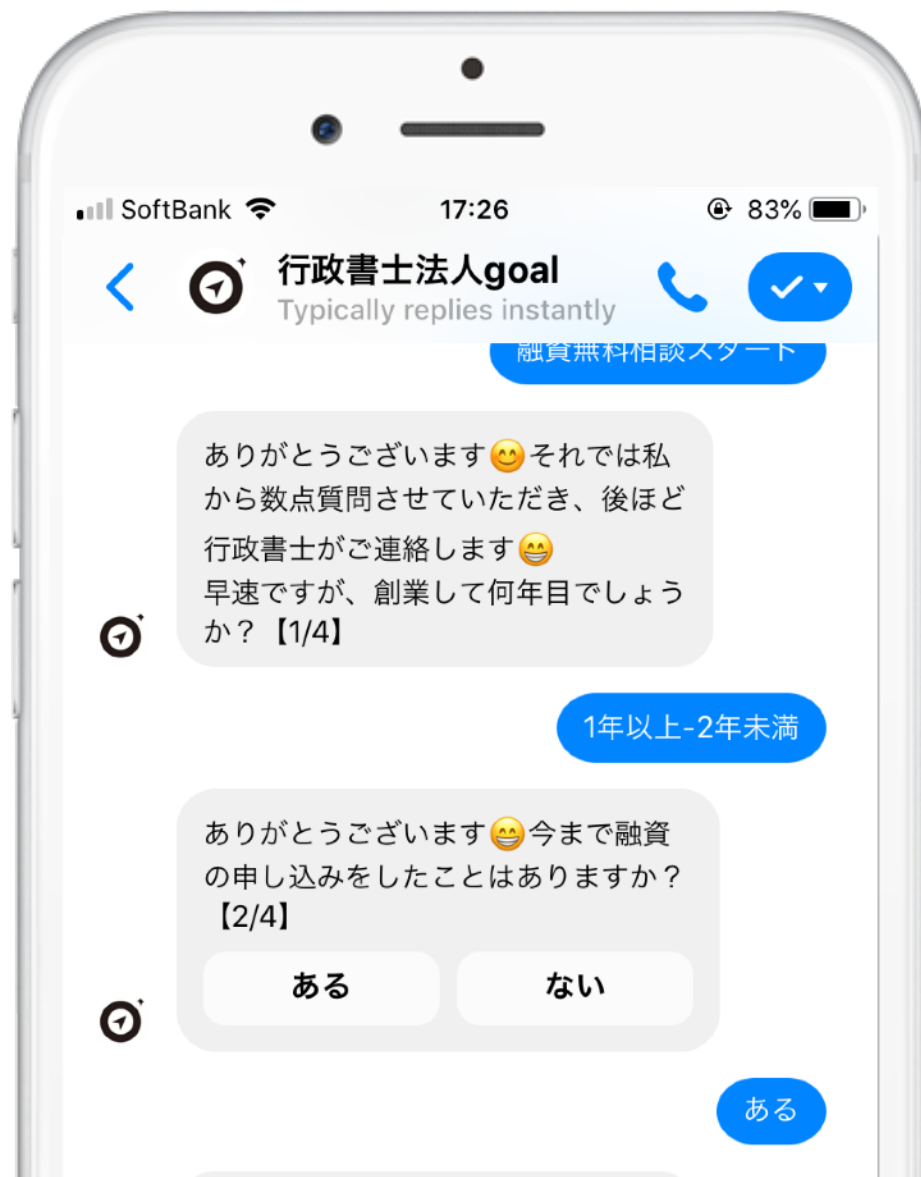 SoftBank 17:26 83%
行政書士法人goal
Typically replies instantly
融資無料相談スタート
ありがとうございます😊それでは私
から数点質問させていただき、後ほど
行政書士がご連絡します😁
早速ですが、創業して何年目でしょう
か？【1/4】
1年以上-2年未満
ありがとうございます😁今まで融資
の申し込みをしたことはありますか？
【2/4】
ある ない
ある